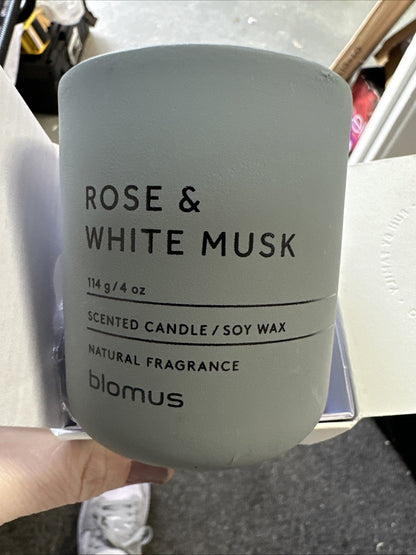 ROSE &
WHITE MUSK
114 g / 4 oz
SCENTED CANDLE / SOY WAX
NATURAL FRAGRANCE
blomus